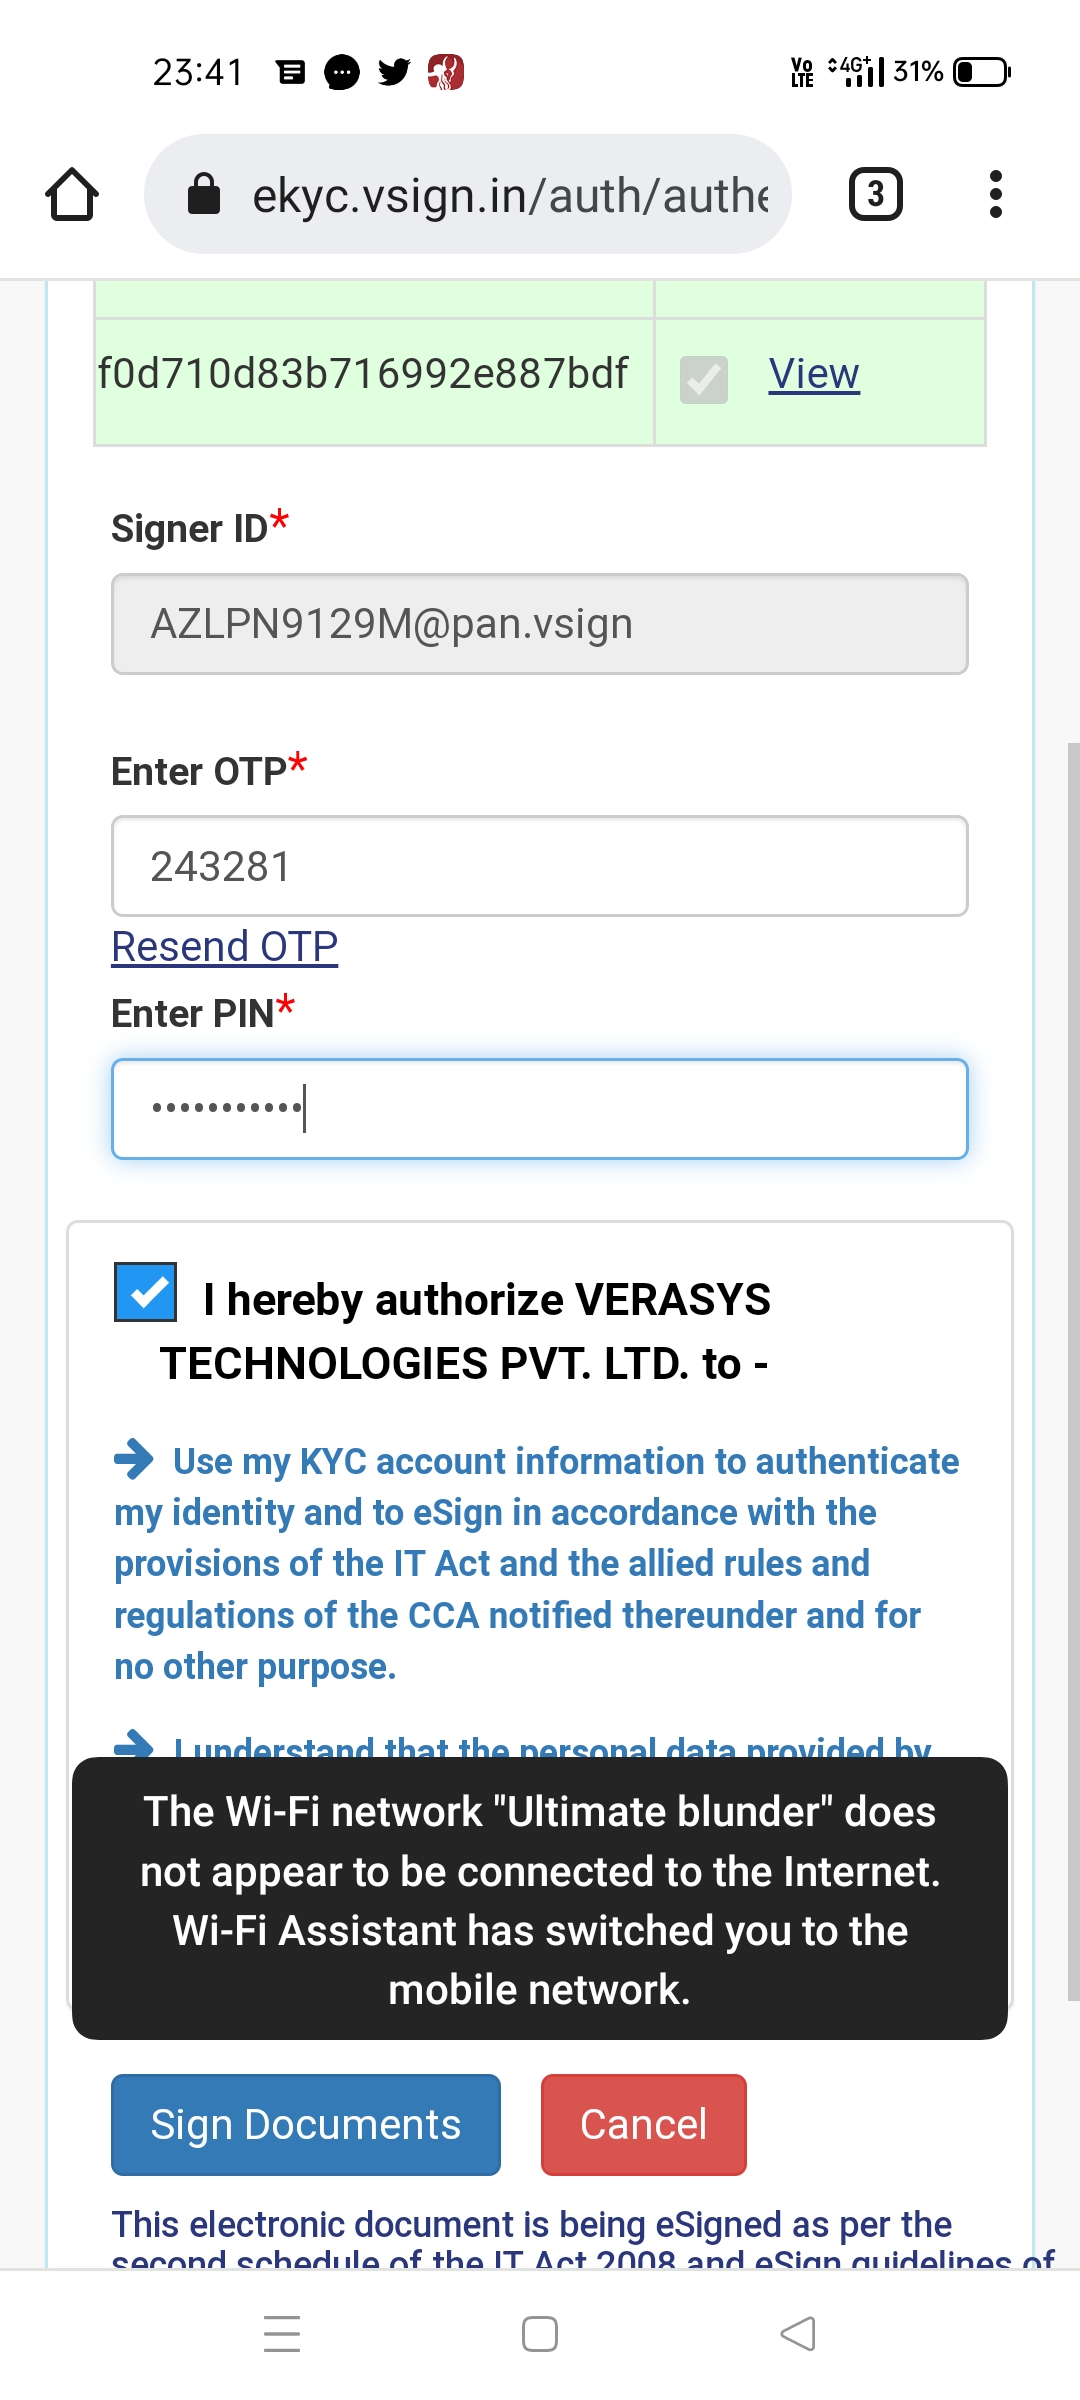 23:41
Vo LTE 4G+ 31%
ekyc.vsign.in/auth/authe
3
f0d710d83b716992e887bdf
View
Signer ID*
AZLPN9129M@pan.vsign
Enter OTP*
243281
Resend OTP
Enter PIN*
•••••••••••
I hereby authorize VERASYS
TECHNOLOGIES PVT. LTD. to -
Use my KYC account information to authenticate
my identity and to eSign in accordance with the
provisions of the IT Act and the allied rules and
regulations of the CCA notified thereunder and for
no other purpose.
I understand that the personal data provided by
The Wi-Fi network "Ultimate blunder" does
not appear to be connected to the Internet.
Wi-Fi Assistant has switched you to the
mobile network.
Sign Documents
Cancel
This electronic document is being eSigned as per the
second schedule of the IT Act 2008 and eSign guidelines of